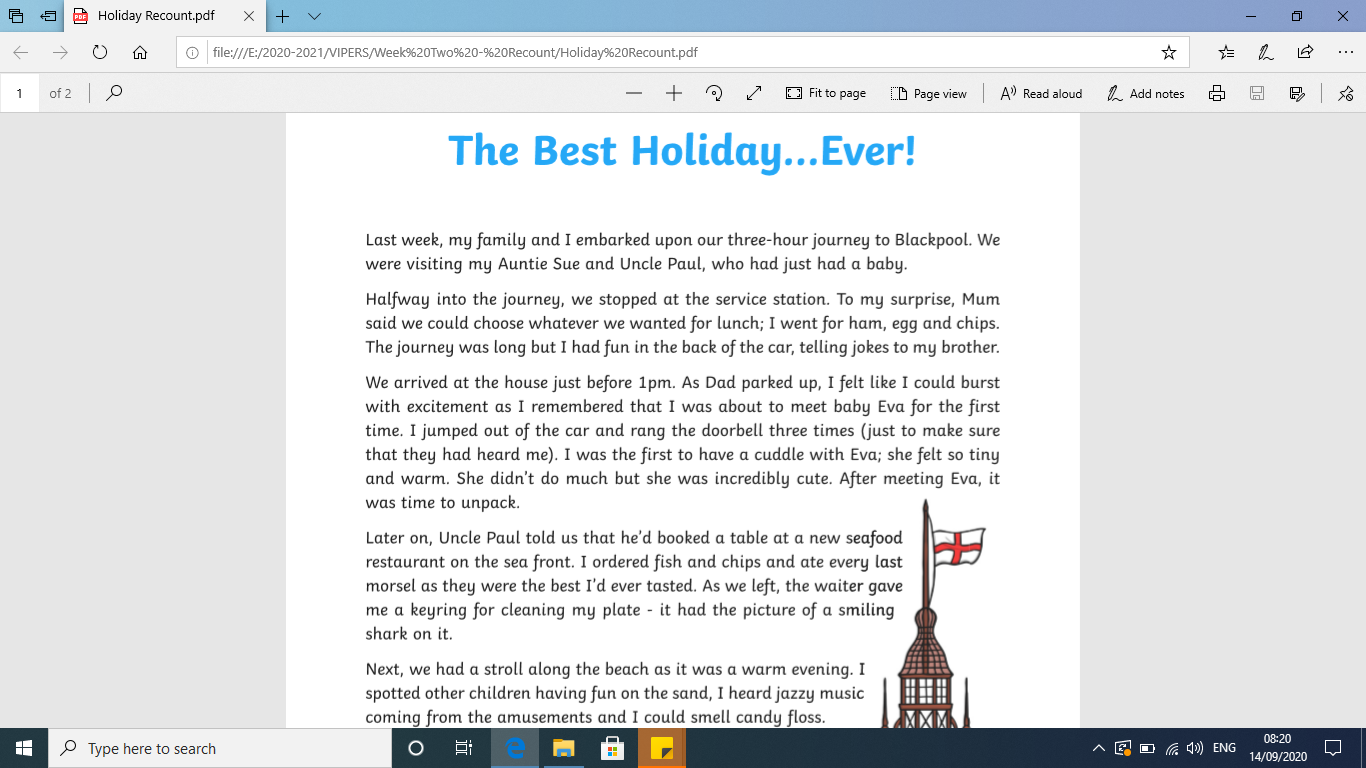 Holiday Recount.pdf
file:///E:/2020-2021/VIPERS/Week%20Two%20-%20Recount/Holiday%20Recount.pdf
1 of 2
Fit to page
Page view
Read aloud
Add notes
The Best Holiday...Ever!
Last week, my family and I embarked upon our three-hour journey to Blackpool. We
were visiting my Auntie Sue and Uncle Paul, who had just had a baby.
Halfway into the journey, we stopped at the service station. To my surprise, Mum
said we could choose whatever we wanted for lunch; I went for ham, egg and chips.
The journey was long but I had fun in the back of the car, telling jokes to my brother.
We arrived at the house just before 1pm. As Dad parked up, I felt like I could burst
with excitement as I remembered that I was about to meet baby Eva for the first
time. I jumped out of the car and rang the doorbell three times (just to make sure
that they had heard me). I was the first to have a cuddle with Eva; she felt so tiny
and warm. She didn't do much but she was incredibly cute. After meeting Eva, it
was time to unpack.
Later on, Uncle Paul told us that he'd booked a table at a new seafood
restaurant on the sea front. I ordered fish and chips and ate every last
morsel as they were the best I'd ever tasted. As we left, the waiter gave
me a keyring for cleaning my plate - it had the picture of a smiling
shark on it.
Next, we had a stroll along the beach as it was a warm evening. I
spotted other children having fun on the sand, I heard jazzy music
coming from the amusements and I could smell candy floss.
Type here to search
ENG
08:20
14/09/2020